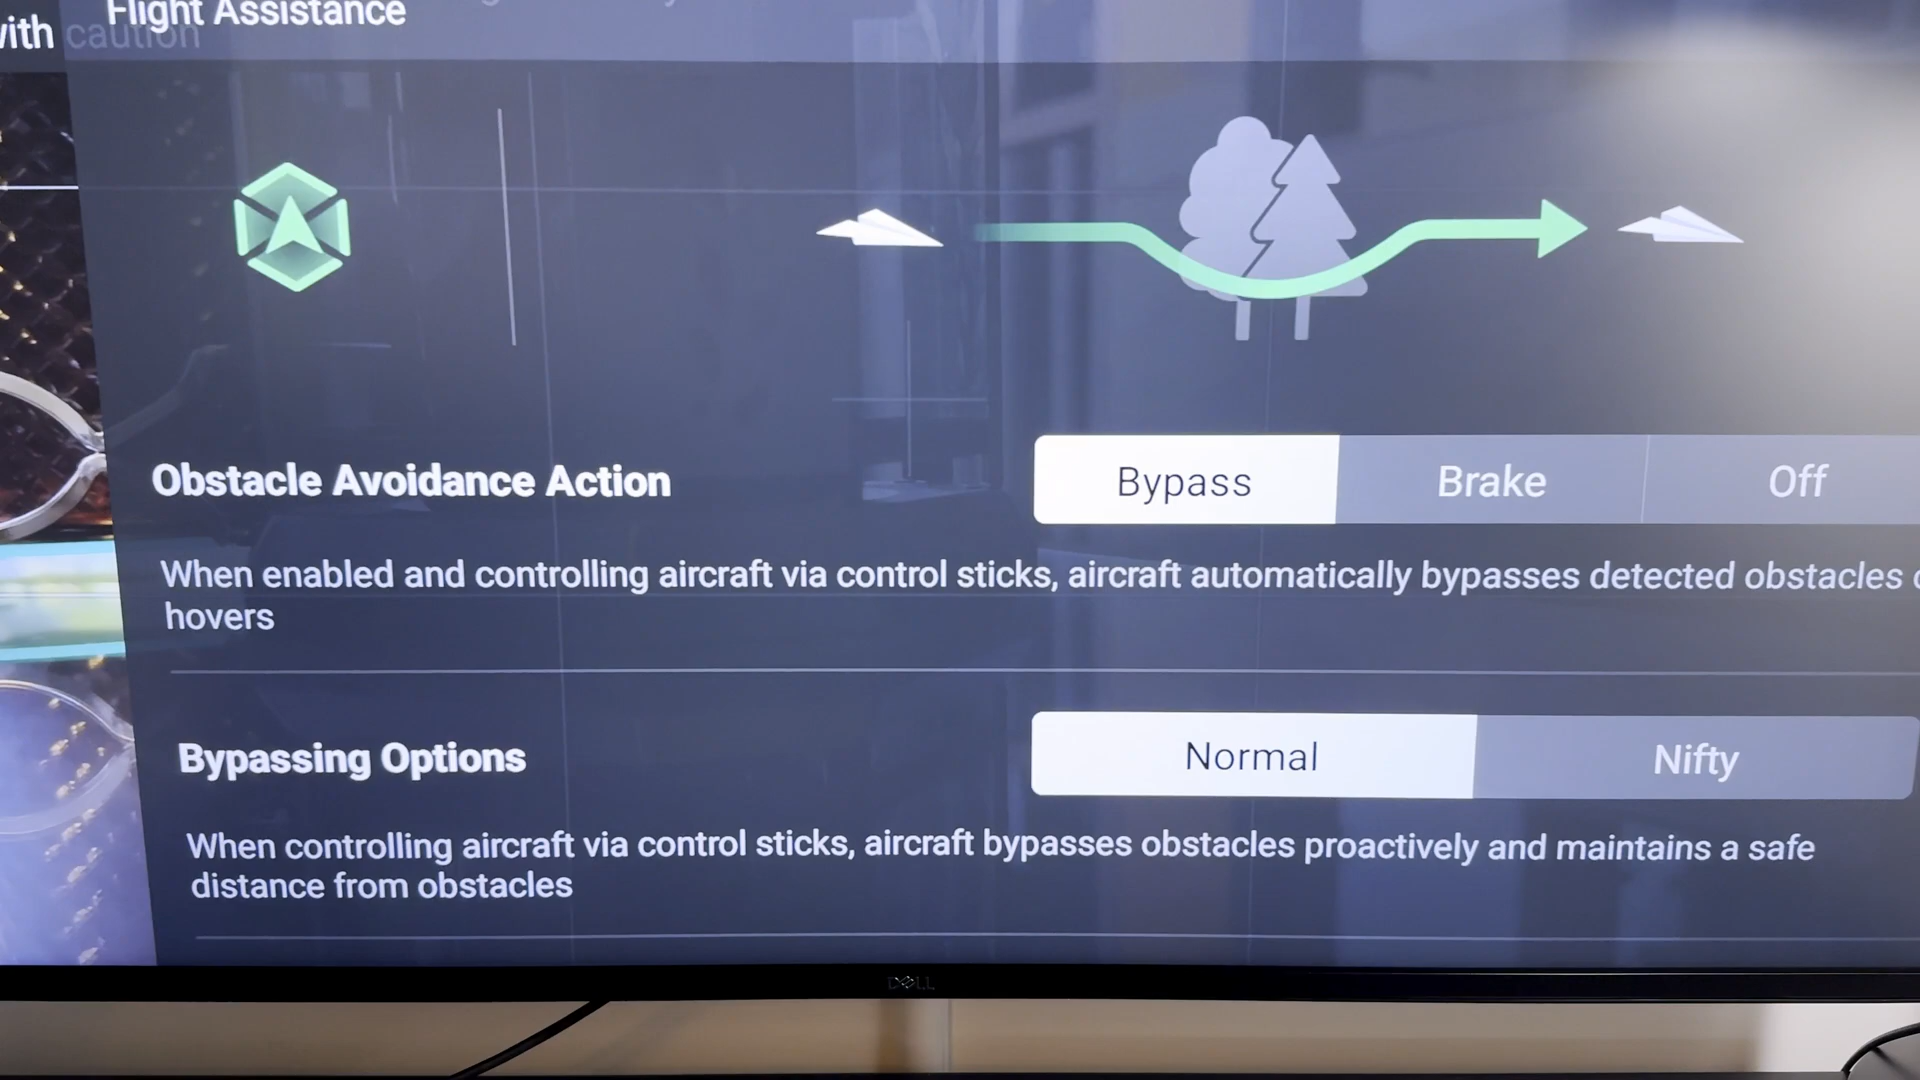 Flight Assistance
with caution
Obstacle Avoidance Action
Bypass
Brake
Off
When enabled and controlling aircraft via control sticks, aircraft automatically bypasses detected obstacles
hovers
Bypassing Options
Normal
Nifty
When controlling aircraft via control sticks, aircraft bypasses obstacles proactively and maintains a safe
distance from obstacles
DELL